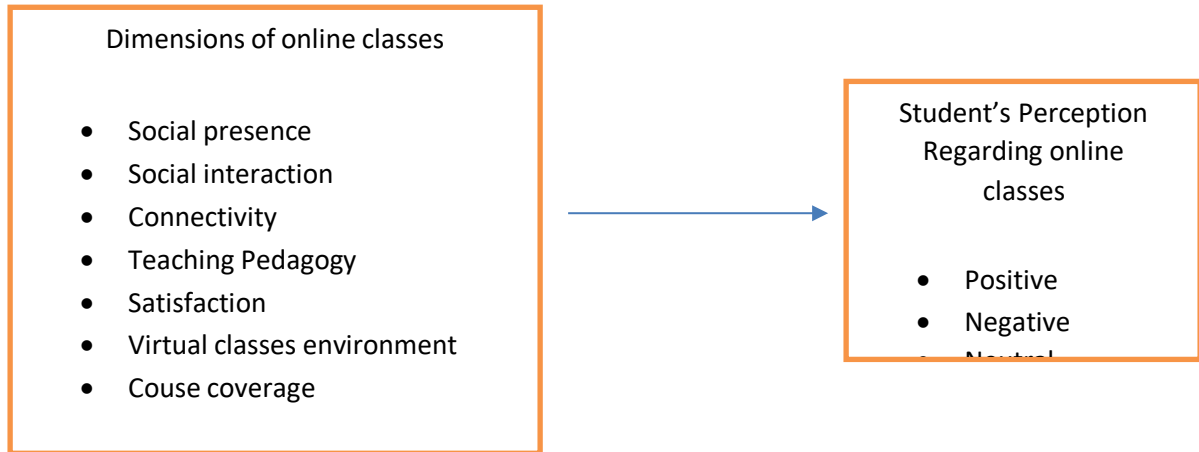 Dimensions of online classes
• Social presence
• Social interaction
• Connectivity
• Teaching Pedagogy
• Satisfaction
• Virtual classes environment
• Couse coverage
Student’s Perception
Regarding online
classes
• Positive
• Negative
• Neutral